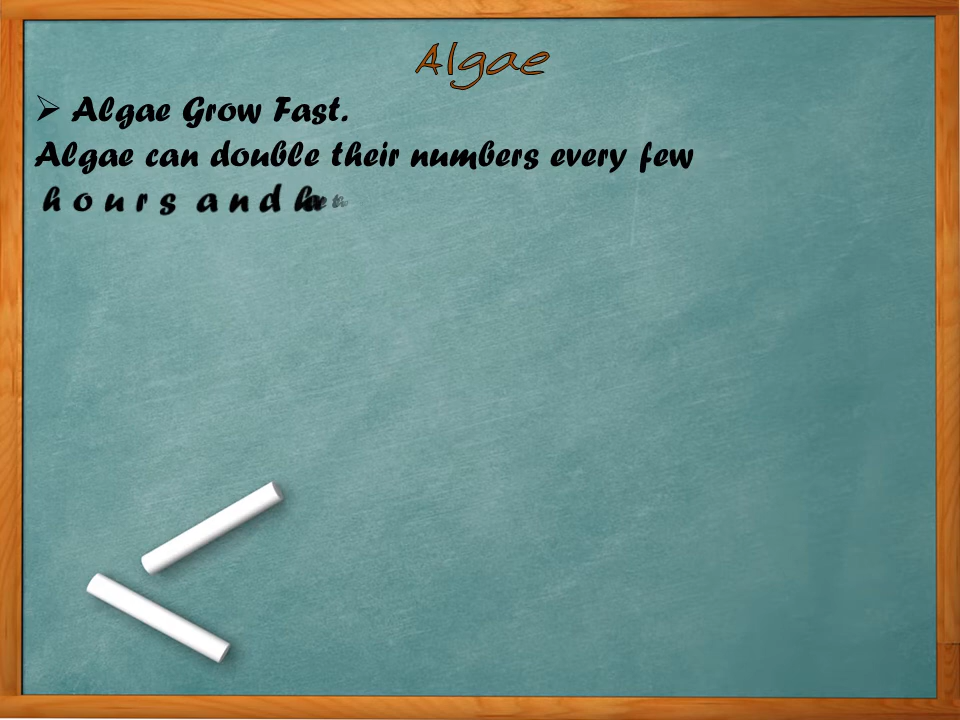 Algae
➢ Algae Grow Fast.
Algae can double their numbers every few
hours and